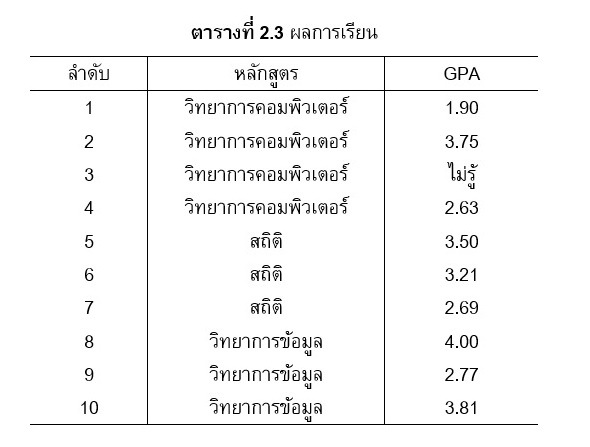 ตารางที่ 2.3 ผลการเรียน
ลำดับ หลักสูตร GPA
1 วิทยาการคอมพิวเตอร์ 1.90
2 วิทยาการคอมพิวเตอร์ 3.75
3 วิทยาการคอมพิวเตอร์ ไม่รู้
4 วิทยาการคอมพิวเตอร์ 2.63
5 สถิติ 3.50
6 สถิติ 3.21
7 สถิติ 2.69
8 วิทยาการข้อมูล 4.00
9 วิทยาการข้อมูล 2.77
10 วิทยาการข้อมูล 3.81